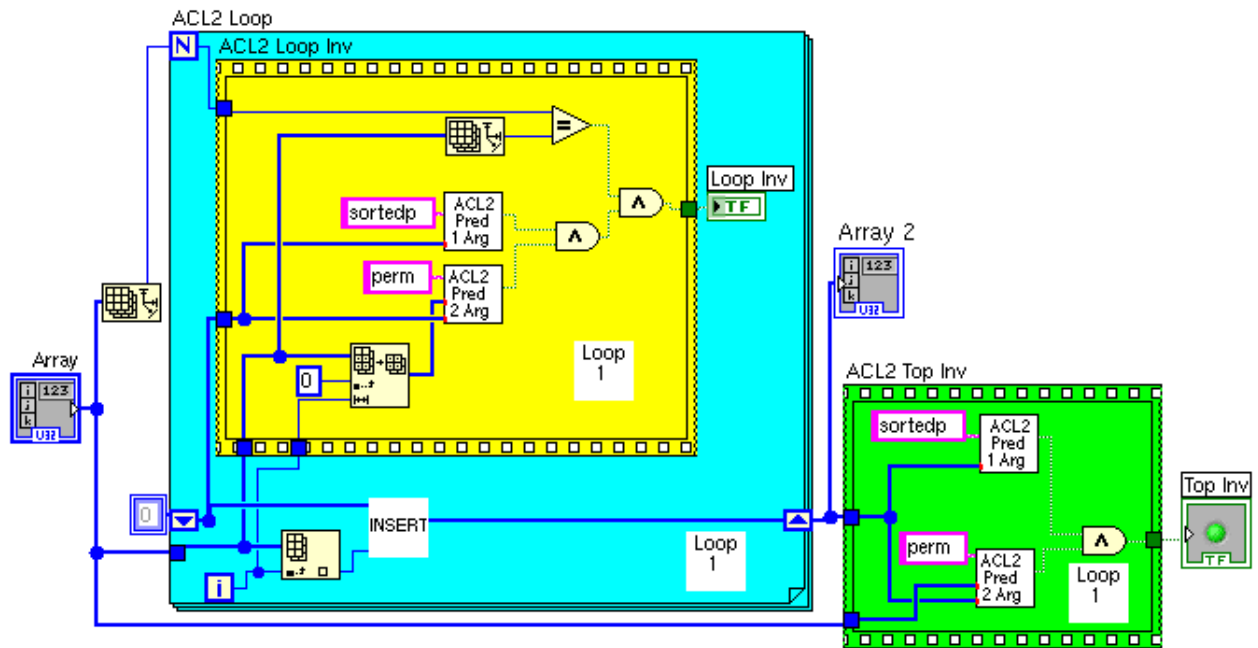 ACL2 Loop
N
ACL2 Loop Inv
=
Loop Inv
TF
sortedp
ACL2
Pred
1 Arg
∧
∧
perm
ACL2
Pred
2 Arg
Array 2
i
j
k
123
U32
Loop
1
0
Array
i
j
k
123
U32
ACL2 Top Inv
sortedp
ACL2
Pred
1 Arg
Top Inv
TF
0
INSERT
Loop
1
i
perm
ACL2
Pred
2 Arg
∧
Loop
1